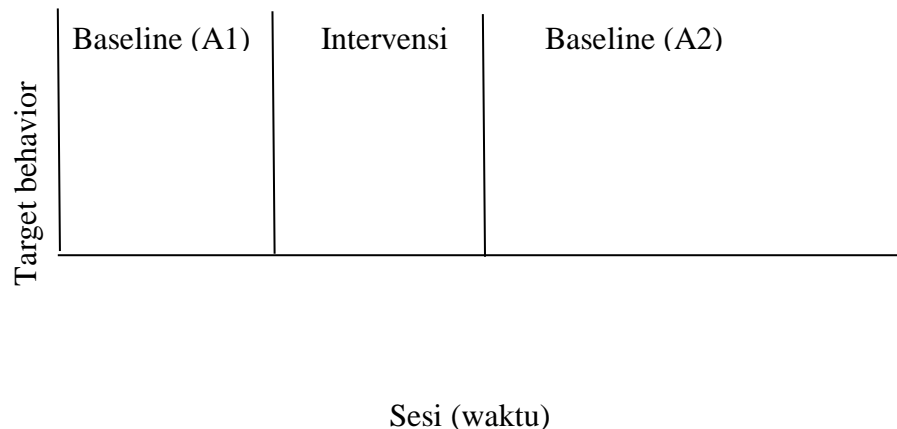 Baseline (A1) Intervensi Baseline (A2)
Target behavior
Sesi (waktu)